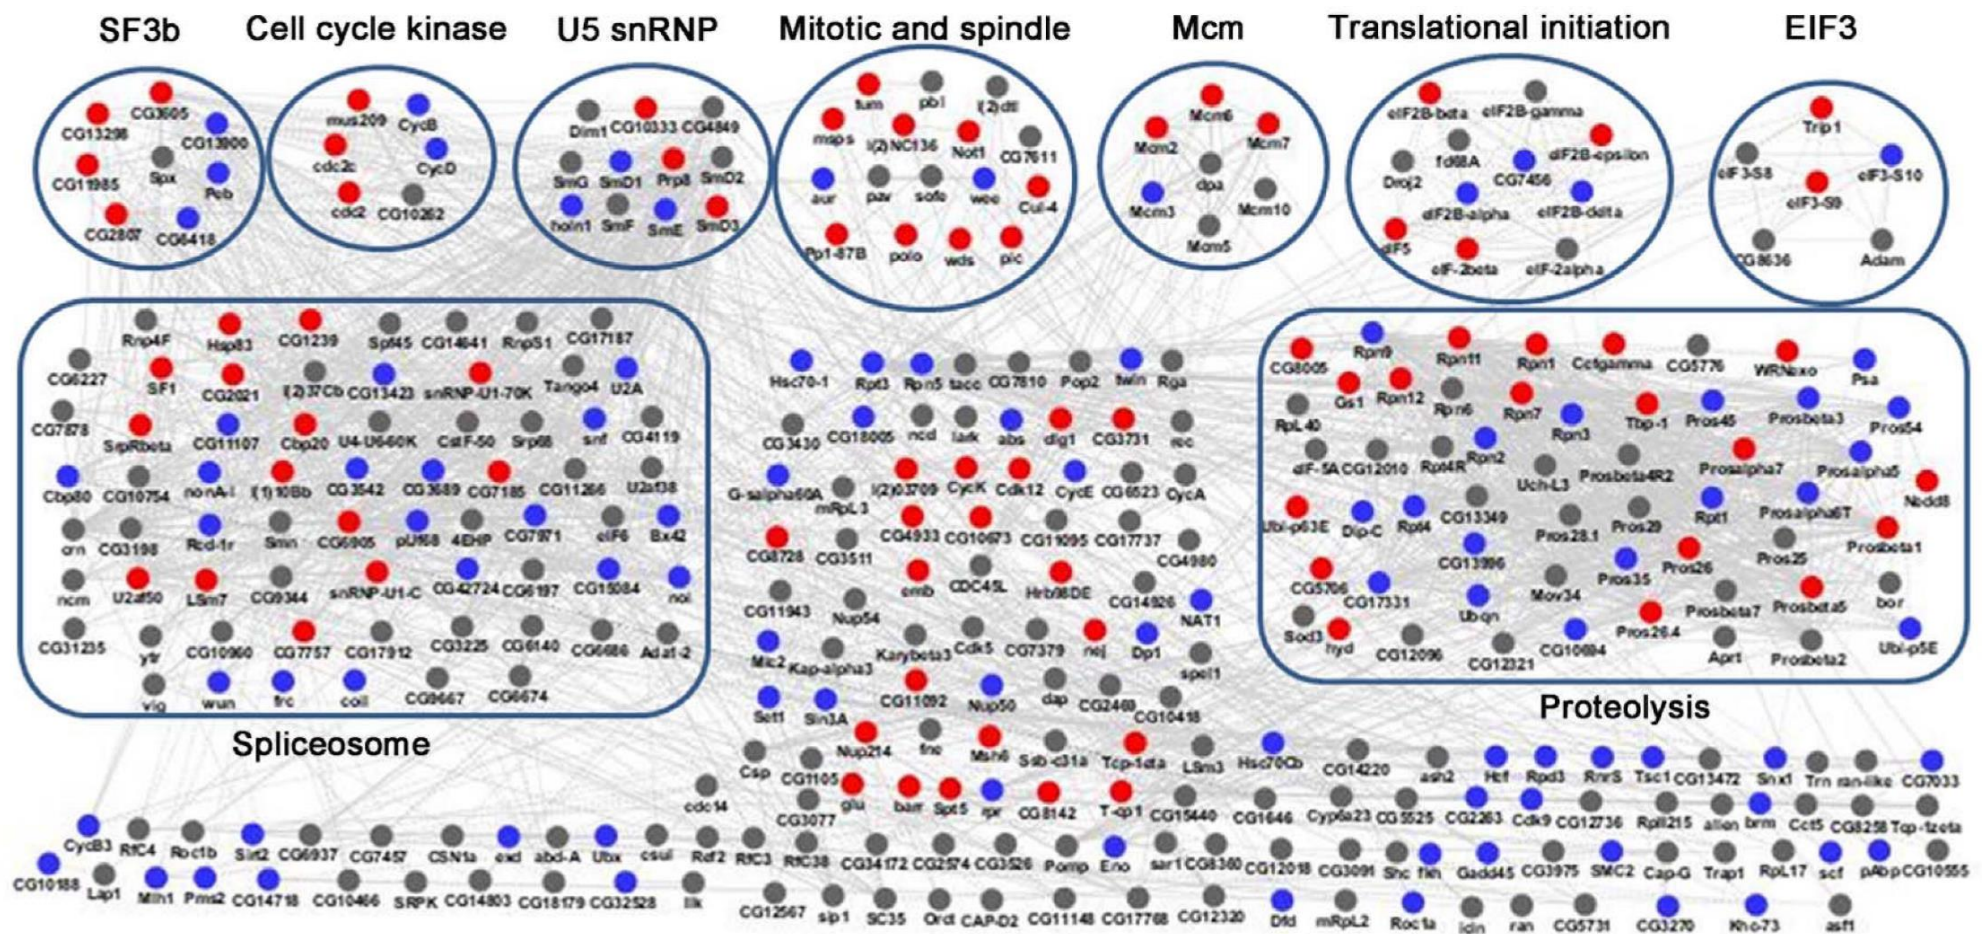 SF3b Cell cycle kinase U5 snRNP Mitotic and spindle Mcm Translational initiation EIF3
CG3605
CG13298
CG13900
CG11985
Spx
Peb
CG2807
CG6418
mus209
CycB
cdc2c
CycD
cdc2
CG10262
Dim1 CG10333 CG4849
SmG SmD1 Prp8 SmD2
holn1 SmF SmE SmD3
tum pbl l(2)dtl
msps l(2)NC136 Not1 CG7611
aur pav sofe wee Cul-4
Pp1-87B polo wds pic
Mcm6
Mcm2 Mcm7
dpa
Mcm3 Mcm10
Mcm5
eIF2B-beta eIF2B-gamma
fd68A eIF2B-epsilon
Droj2 CG7456
eIF2B-alpha eIF2B-delta
eIF5
eIF-2beta eIF-2alpha
Trip1
eIF3-S8 eIF3-S10
eIF3-S9
CG8636 Adam
Rnp4F Hsp83 CG1239 Spf45 CG14641 RnpS1 CG17187
CG6227 SF1 CG2021 l(2)37Cb CG13423 snRNP-U1-70K Tango4 U2A
CG7878 SrpRbeta CG11107 Cbp20 U4-U6-60K CstF-50 Srp68 snf CG4119
Cbp80 CG10754 nonA-l l(1)10Bb CG3542 CG3689 CG7185 CG11266 U2af38
crn CG3198 Rcd-1r Smn CG6905 pUf68 4EHP CG7971 eIF6 Bx42
ncm U2af50 LSm7 CG9344 snRNP-U1-C CG42724 CG6197 CG15084 noi
CG31235 ytr CG10960 CG7757 CG17912 CG3225 CG6140 CG6686 Adat-2
vig wun frc coil CG9667 CG6674
Spliceosome
Hsc70-1 Rpt3 Rpn5 tacc CG7810 Pop2 twin Rga
CG3430 CG18005 ncd lark abs dlg1 CG3731 rec
G-salpha60A mRpL3 l(2)03709 CycK Cdk12 CycE CG6523 CycA
CG8728 CG3511 CG4933 CG10673 CG11095 CG17737 CG4980
CG11943 Nup54 emb CDC45L Hrb98DE CG14926 NAT1
Mic2 Kap-alpha3 Karybeta3 Cdk5 CG7379 nej Dp1 spel1
Set1 Sin3A CG11092 Nup50 dap CG2469 CG10418
Csp CG1105 Nup214 fne Msh6 Ssb-c31a Tcp-1eta LSm3 Hsc70Cb CG14220
cdc14 CG3077 glu barr Spt5 rpr CG8142 T-cp1 CG15440 CG1646 Cyp6a23 CG5525
CG8005 Rpn9 Rpn11 Rpn1 Cctgamma CG5776 WRNexo Psa
RpL40 Gs1 Rpn12 Rpn6 Rpn7 Rpn3 Tbp-1 Pros45 Prosbeta3 Pros54
eIF-5A CG12010 Rpt4R Rpn2 Uch-L3 Prosbeta4R2 Prosalpha7 Prosalpha5 Nedd8
Ubi-p63E Dip-C Rpt4 CG13349 Pros28.1 Pros29 Rpt1 Prosalpha6T Prosbeta1
CG5706 CG17331 CG13996 Mov34 Pros35 Pros26 Pros25
Sod3 hyd CG12096 Ubqn CG12321 CG10694 Pros26.4 Prosbeta7 Prosbeta5 bor
Apr1 Prosbeta2 Ubi-p5E
Proteolysis
ash2 Hcf Rpd3 RnrS Tsc1 CG13472 Snx1 Trn ran-like CG7033
CG2263 Cdk9 CG12736 RpII215 alien brm Cct5 CG8258 Tcp-1zeta
CycB3 RfC4 Roc1b Sirt2 CG6937 CG7457 CSN1a exd abd-A Ubx csul Ref2 RfC3 RfC38 CG34172 CG2574 CG3526 Pomp Eno sar1 CG8360 CG12018 CG3091 Shc fkh Gadd45 CG3975 SMC2 Cap-G Trap1 RpL17 scf pAbp CG10555
CG10188 Lap1 Mlh1 Pms2 CG14718 CG10466 SRPK CG14803 CG18179 CG32528 Ilk CG12567 sip1 SC35 Orct CAP-D2 CG11148 CG17768 CG12320 Dfd mRpL2 Roc1a ran CG5731 CG3270 Khc-73 asf1